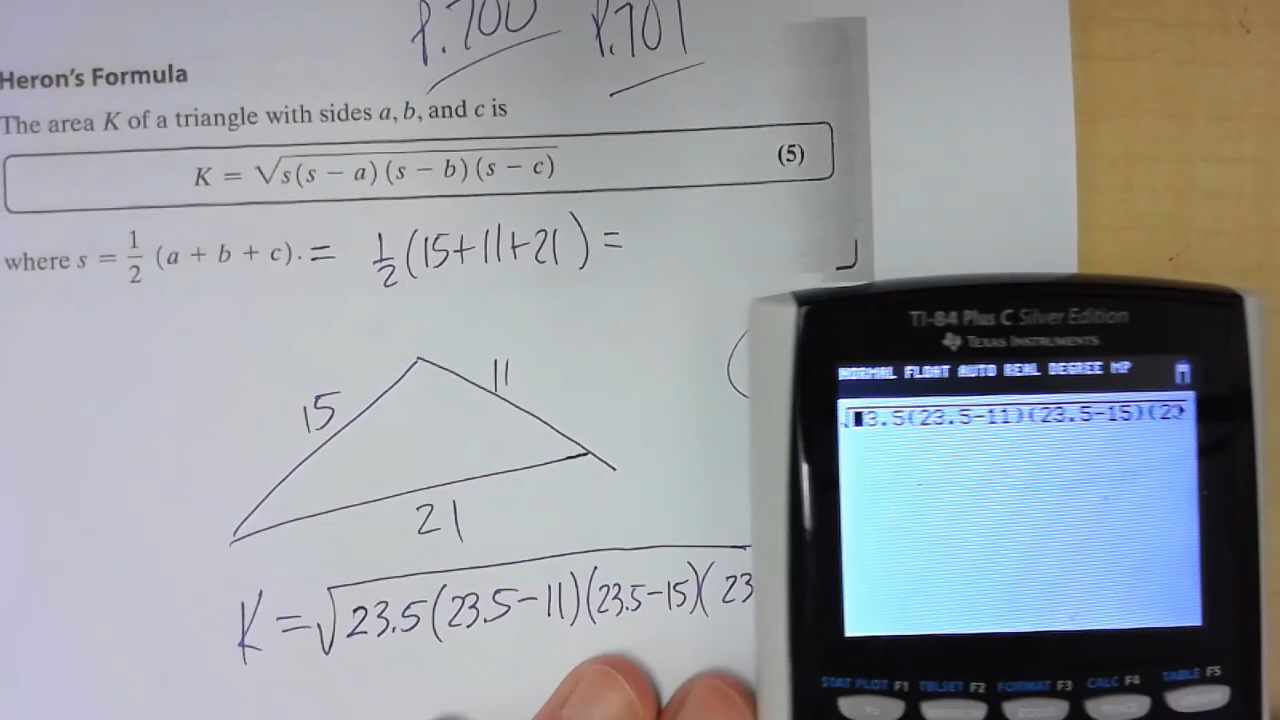 P.700 P.701
Heron's Formula
The area K of a triangle with sides a, b, and c is
K = √s(s − a)(s − b)(s − c) (5)
where s = 1/2 (a + b + c). = 1/2(15+11+21) =
15
11
21
K = √23.5(23.5−11)(23.5−15)(23
TI-84 Plus C Silver Edition
TEXAS INSTRUMENTS
NORMAL FLOAT AUTO REAL DEGREE MP
3.5(23.5-11)(23.5-15)(2
STAT PLOT F1 TBLSET F2 FORMAT F3 CALC F4 TABLE F5